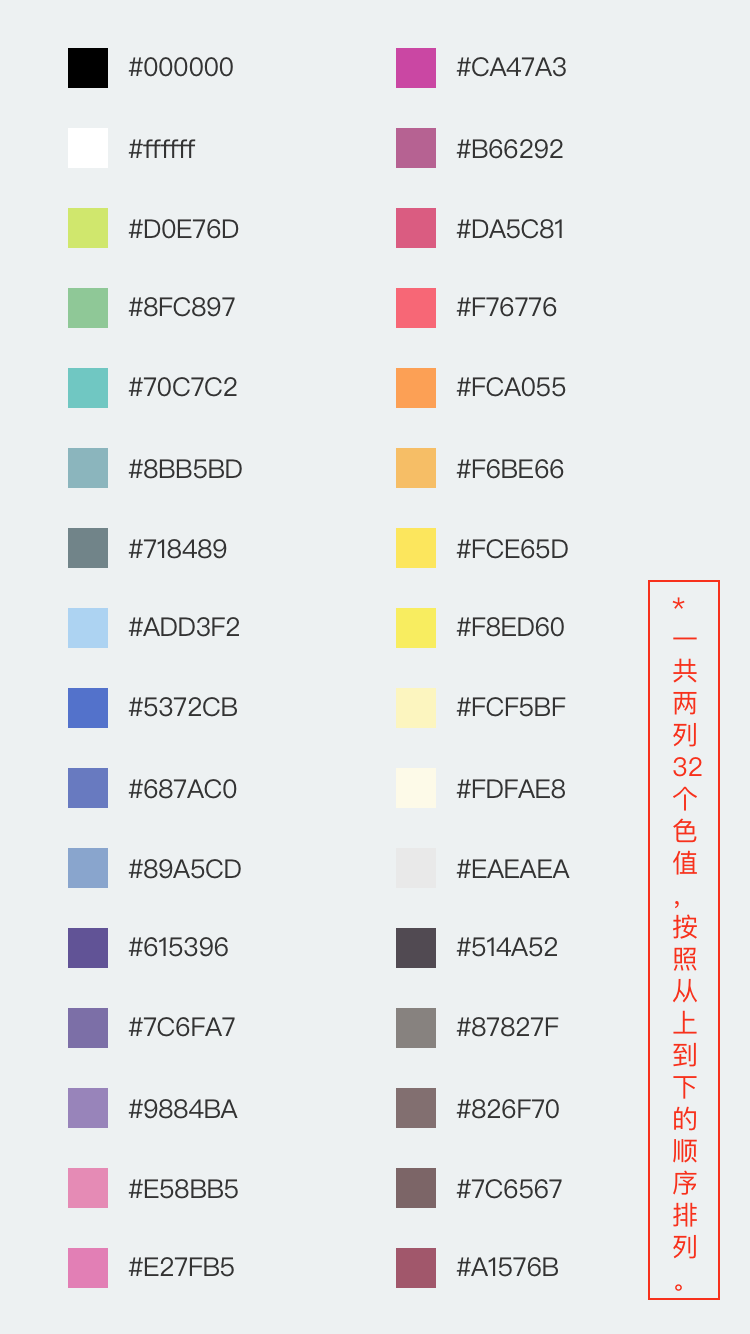 #000000
#ffffff
#D0E76D
#8FC897
#70C7C2
#8BB5BD
#718489
#ADD3F2
#5372CB
#687AC0
#89A5CD
#615396
#7C6FA7
#9884BA
#E58BB5
#E27FB5
#CA47A3
#B66292
#DA5C81
#F76776
#FCA055
#F6BE66
#FCE65D
#F8ED60
#FCF5BF
#FDFAE8
#EAEAEA
#514A52
#87827F
#826F70
#7C6567
#A1576B
*一共两列32个色值,按照从上到下的顺序排列。